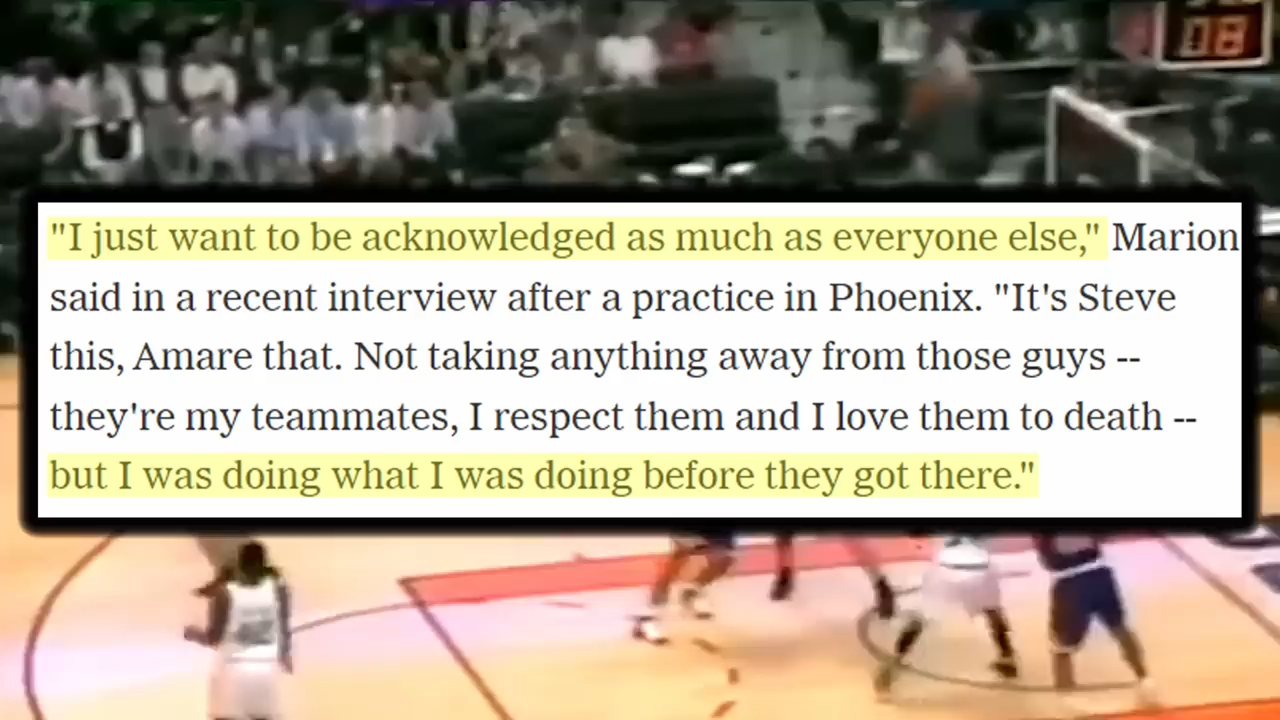 08
"I just want to be acknowledged as much as everyone else," Marion
said in a recent interview after a practice in Phoenix. "It's Steve
this, Amare that. Not taking anything away from those guys --
they're my teammates, I respect them and I love them to death --
but I was doing what I was doing before they got there."